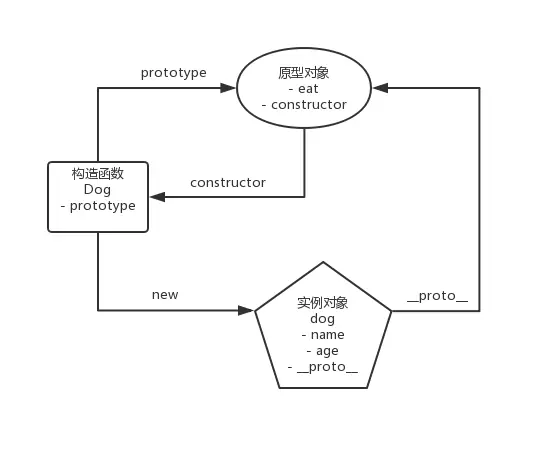 prototype
原型对象
- eat
- constructor
构造函数
Dog
- prototype
constructor
new
实例对象
dog
- name
- age
- __proto__
__proto__